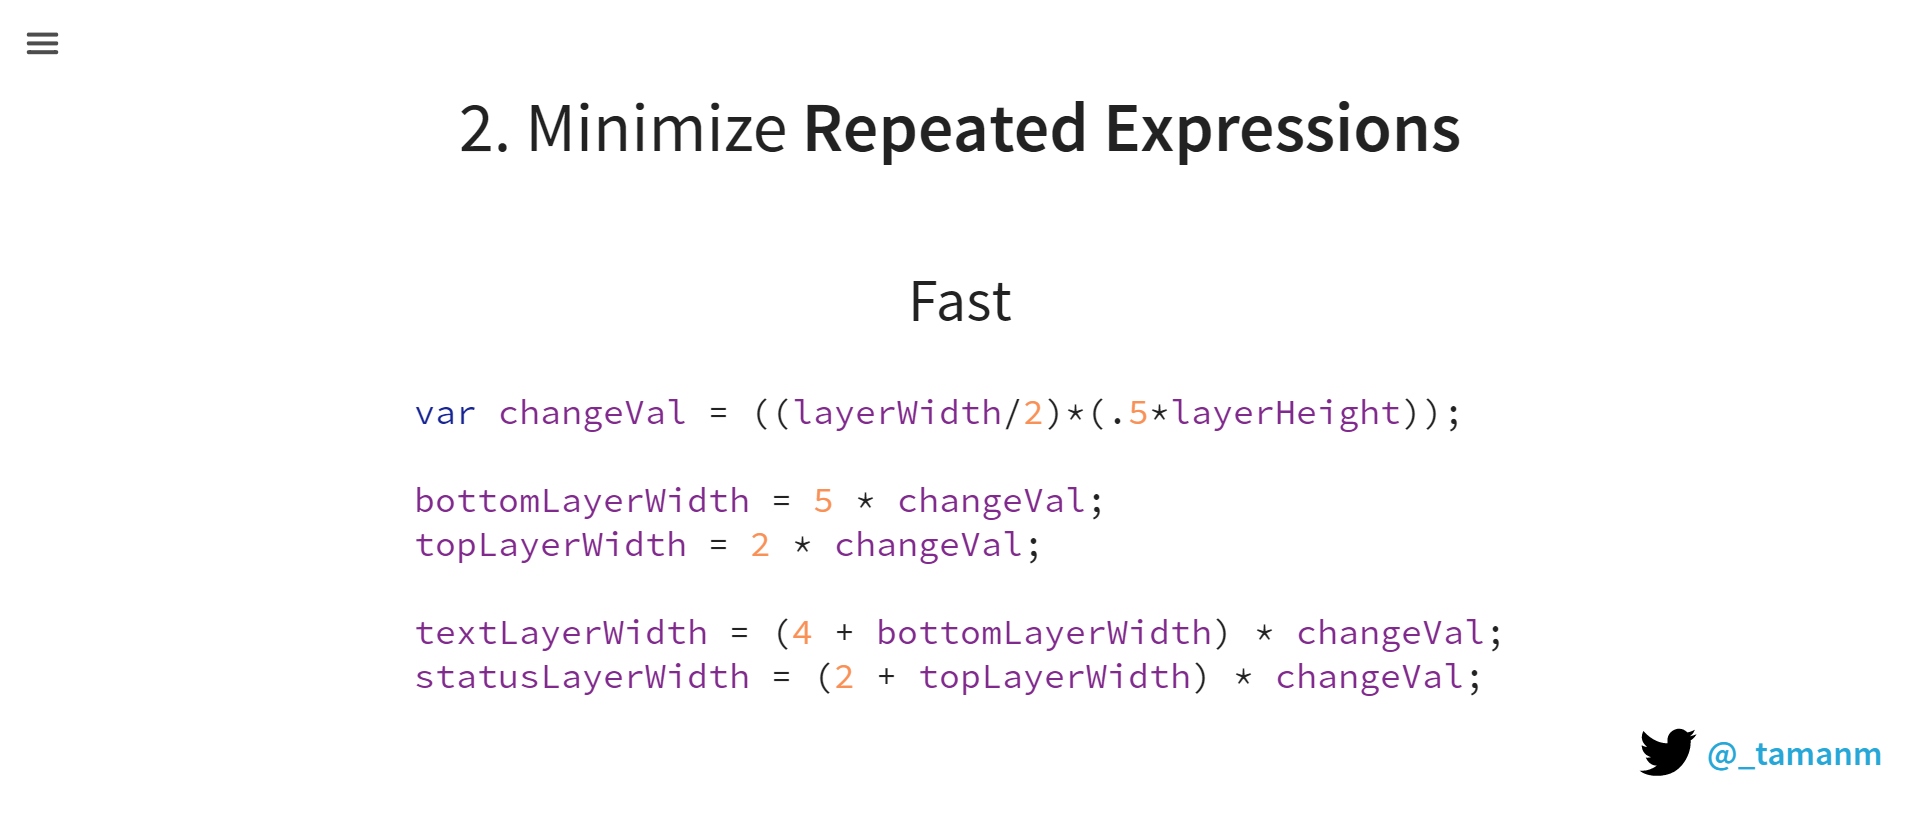 2. Minimize Repeated Expressions
Fast
var changeVal = ((layerWidth/2)*(.5*layerHeight));
bottomLayerWidth = 5 * changeVal;
topLayerWidth = 2 * changeVal;
textLayerWidth = (4 + bottomLayerWidth) * changeVal;
statusLayerWidth = (2 + topLayerWidth) * changeVal;
@_tamanm